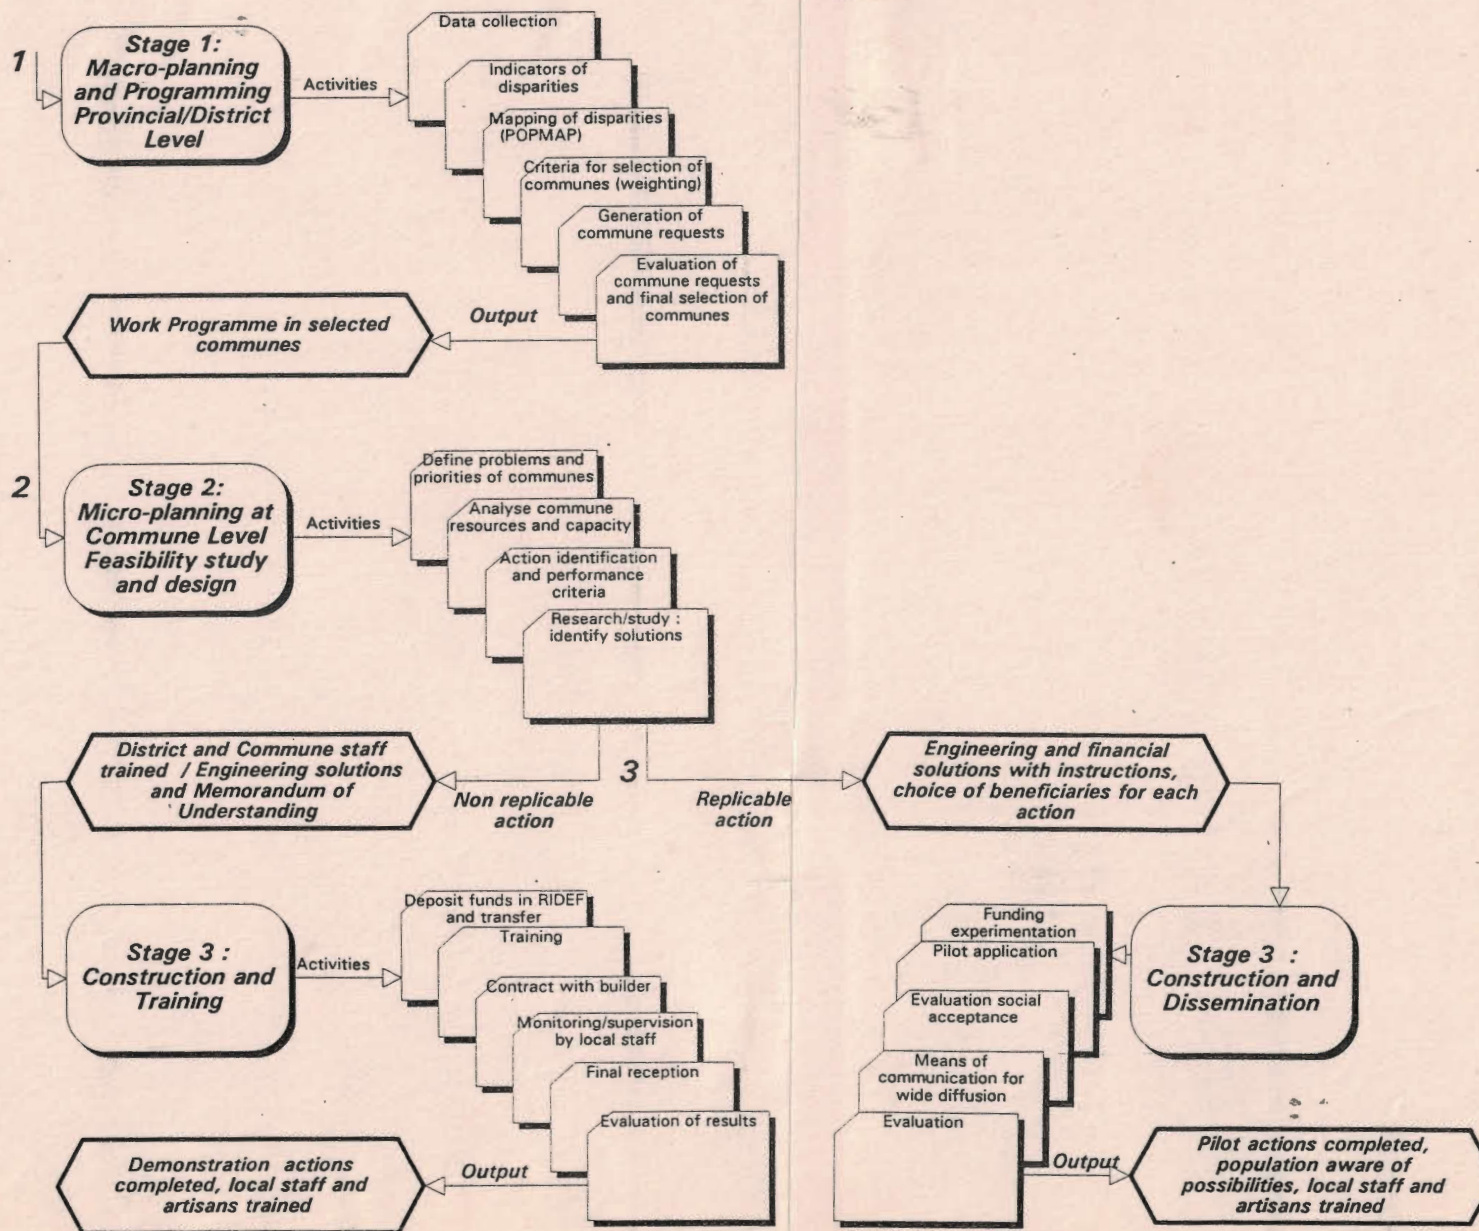 1
Stage 1:
Macro-planning
and Programming
Provincial/District
Level
Activities
Data collection
Indicators of
disparities
Mapping of disparities
(POPMAP)
Criteria for selection of
communes (weighting)
Generation of
commune requests
Evaluation of
commune requests
and final selection of
communes
Output
Work Programme in selected
communes
2
Stage 2:
Micro-planning at
Commune Level
Feasibility study
and design
Activities
Define problems and
priorities of communes
Analyse commune
resources and capacity
Action identification
and performance
criteria
Research/study :
identify solutions
3
Non replicable
action
Replicable
action
District and Commune staff
trained / Engineering solutions
and Memorandum of
Understanding
Engineering and financial
solutions with instructions,
choice of beneficiaries for each
action
Stage 3 :
Construction and
Training
Activities
Deposit funds in RIDEF
and transfer
Training
Contract with builder
Monitoring/supervision
by local staff
Final reception
Evaluation of results
Output
Demonstration actions
completed, local staff and
artisans trained
Stage 3 :
Construction and
Dissemination
Funding
experimentation
Pilot application
Evaluation social
acceptance
Means of
communication for
wide diffusion
Evaluation
Output
Pilot actions completed,
population aware of
possibilities, local staff and
artisans trained